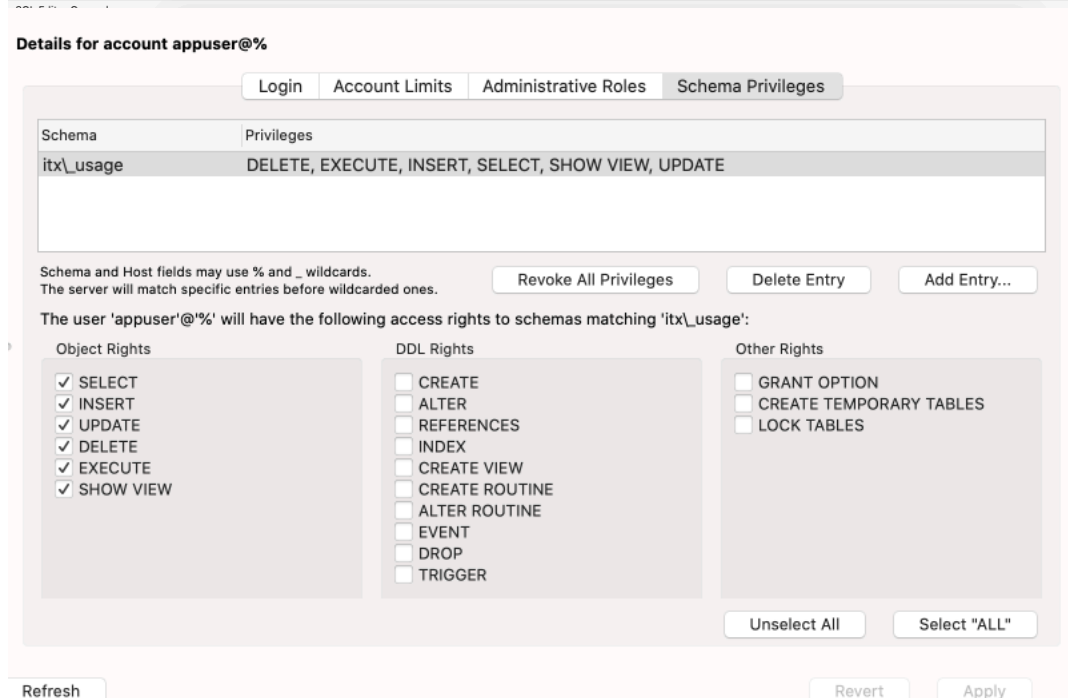 Details for account appuser@%
Login Account Limits Administrative Roles Schema Privileges
Schema Privileges
itx\_usage DELETE, EXECUTE, INSERT, SELECT, SHOW VIEW, UPDATE
Schema and Host fields may use % and _ wildcards.
The server will match specific entries before wildcarded ones.
Revoke All Privileges Delete Entry Add Entry...
The user 'appuser'@'%' will have the following access rights to schemas matching 'itx\_usage':
Object Rights
SELECT
INSERT
UPDATE
DELETE
EXECUTE
SHOW VIEW
DDL Rights
CREATE
ALTER
REFERENCES
INDEX
CREATE VIEW
CREATE ROUTINE
ALTER ROUTINE
EVENT
DROP
TRIGGER
Other Rights
GRANT OPTION
CREATE TEMPORARY TABLES
LOCK TABLES
Unselect All Select "ALL"
Refresh Revert Apply